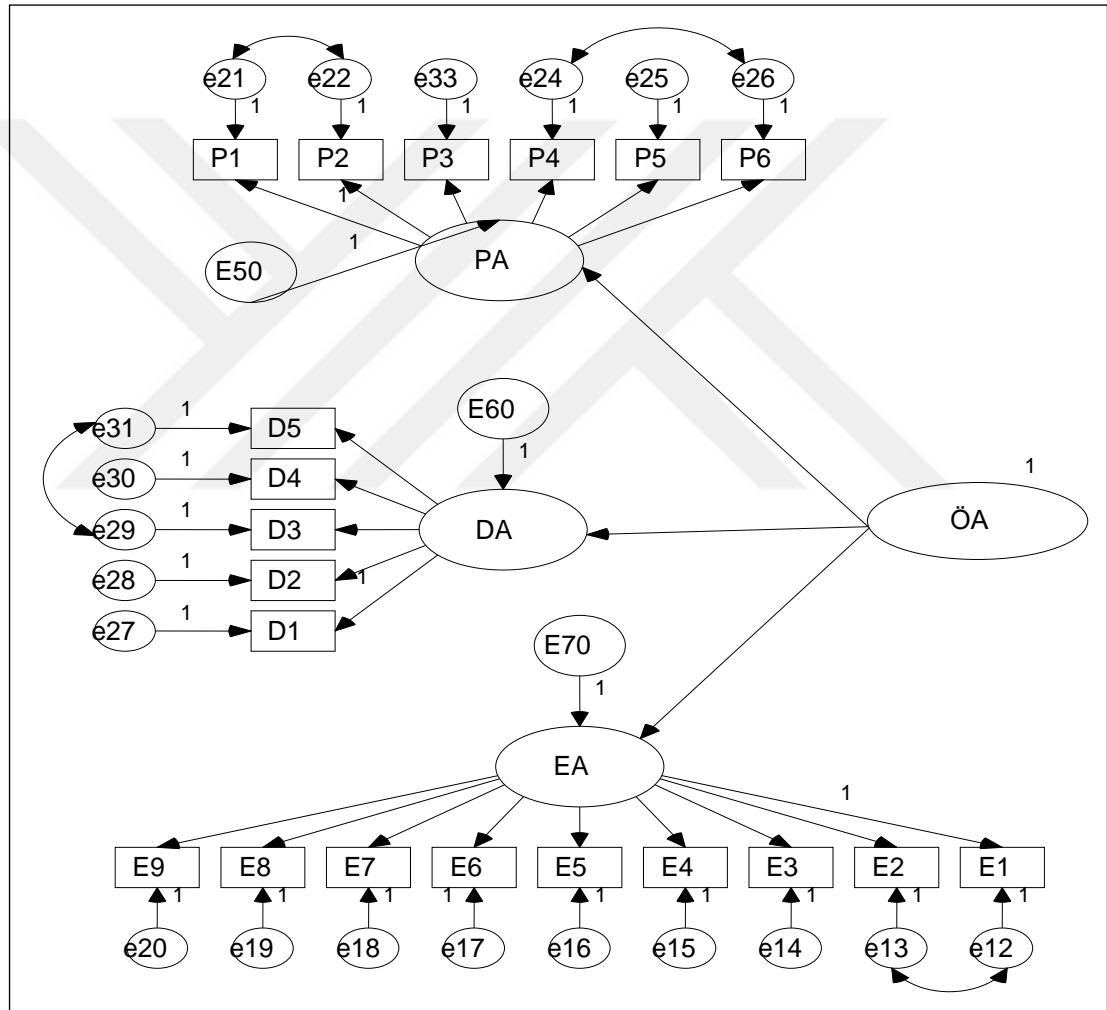 e21 e22 e33 e24 e25 e26
1 1 1 1 1 1
P1 P2 P3 P4 P5 P6
1
1
E50 PA
E60
1 e31 D5
1
1 e30 D4
1
1 e29 D3 DA ÖA
1 e28 D2 1
1 e27 D1
E70
1
EA
1
E9 E8 E7 E6 E5 E4 E3 E2 E1
1 1 1 1 1 1 1 1 1
e20 e19 e18 e17 e16 e15 e14 e13 e12